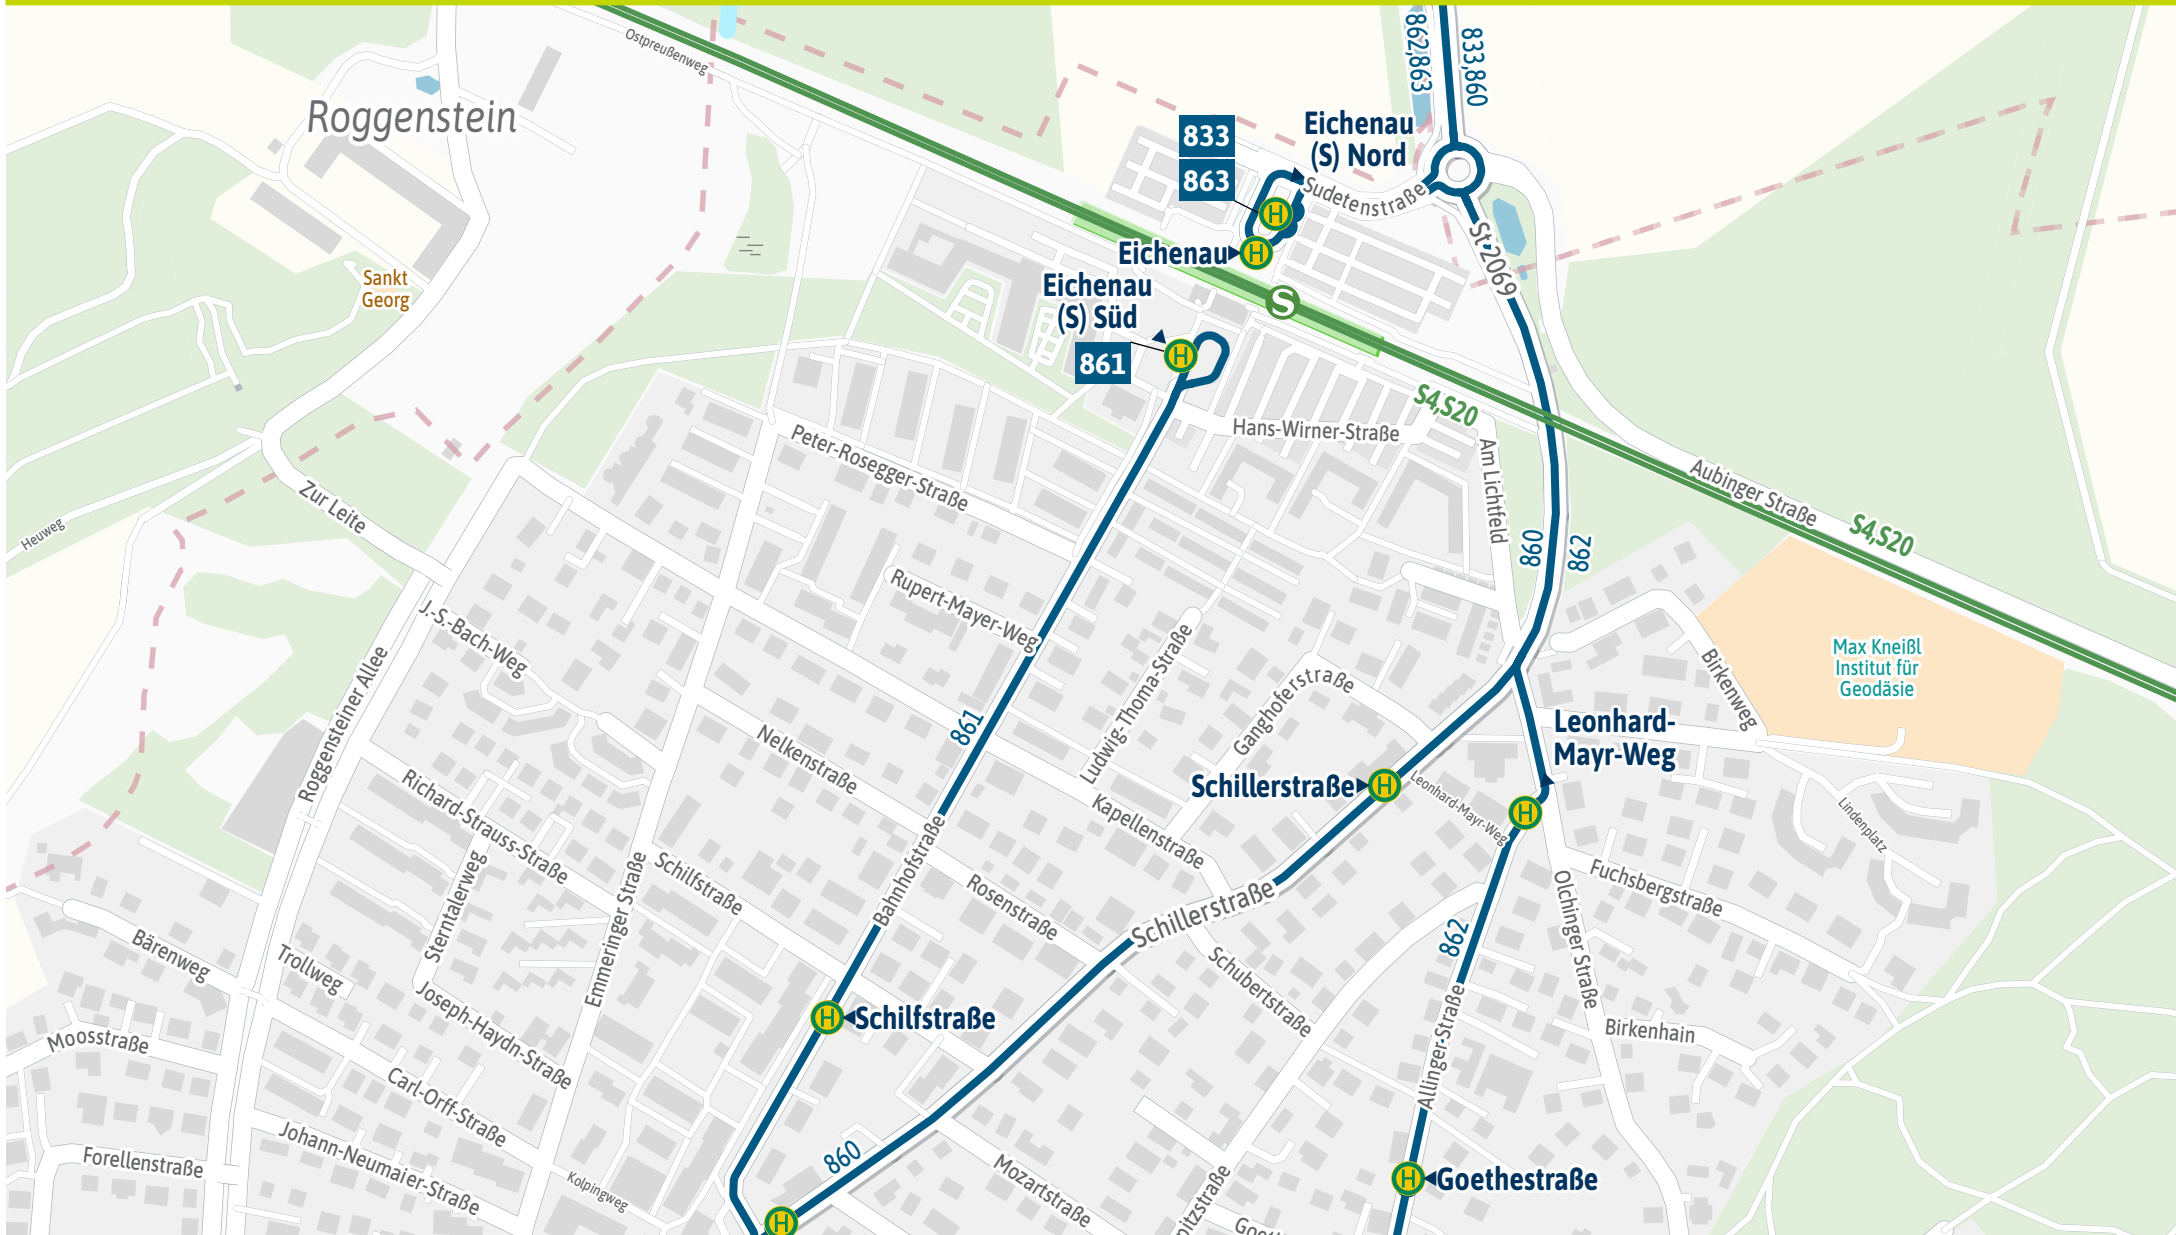 Ostpreußenweg
862,863
833,860
Roggenstein
833
863
Eichenau
(S) Nord
H
Sudetenstraße
Eichenau
H
St 2069
Sankt
Georg
Eichenau
(S) Süd
S
861
H
S4,S20
Hans-Wirner-Straße
Am Lichtfeld
Peter-Rosegger-Straße
Aubinger Straße
S4,S20
Zur Leite
Heuweg
860
862
Rupert-Mayer-Weg
J.-S.-Bach-Weg
Ludwig-Thoma-Straße
Ganghoferstraße
Birkenweg
Max Kneißl
Institut für
Geodäsie
Roggensteiner Allee
861
Nelkenstraße
Leonhard-
Mayr-Weg
Schillerstraße
H
Leonhard-Mayr-Weg
H
Lindenplatz
Richard-Strauss-Straße
Kapellenstraße
Sterntalerweg
Emmeringer Straße
Schilfstraße
Bahnhofstraße
Rosenstraße
Schillerstraße
Olchinger Straße
Fuchsbergstraße
Bärenweg
Trollweg
862
Schubertstraße
Joseph-Haydn-Straße
H
Schilfstraße
Allinger Straße
Birkenhain
Moosstraße
Carl-Orff-Straße
Johann-Neumaier-Straße
Forellenstraße
860
Kolpingweg
Mozartstraße
H
Goethestraße
H
pitzstraße
Goet